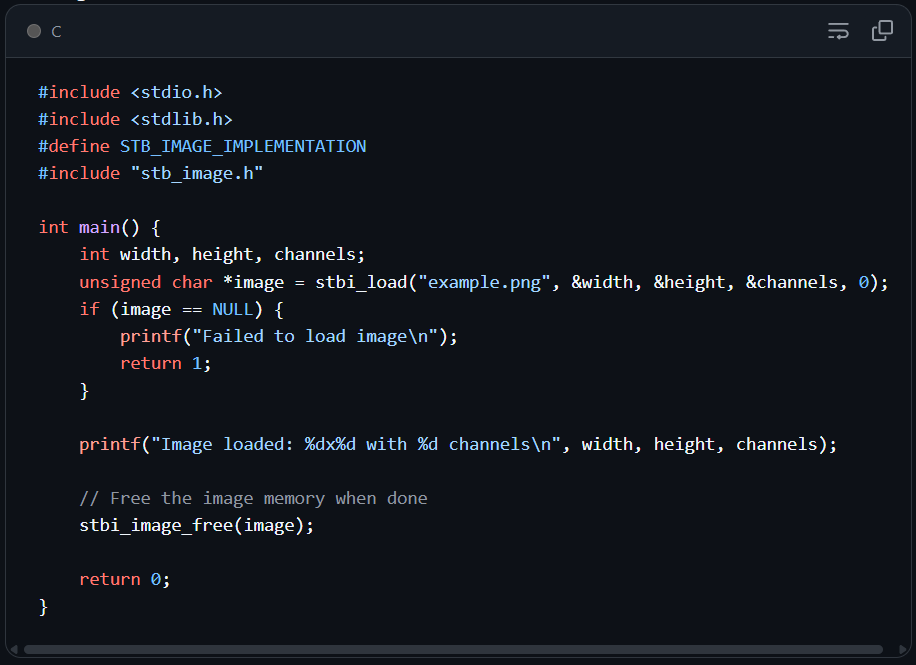 C
#include <stdio.h>
#include <stdlib.h>
#define STB_IMAGE_IMPLEMENTATION
#include "stb_image.h"

int main() {
    int width, height, channels;
    unsigned char *image = stbi_load("example.png", &width, &height, &channels, 0);
    if (image == NULL) {
        printf("Failed to load image\n");
        return 1;
    }

    printf("Image loaded: %dx%d with %d channels\n", width, height, channels);

    // Free the image memory when done
    stbi_image_free(image);

    return 0;
}